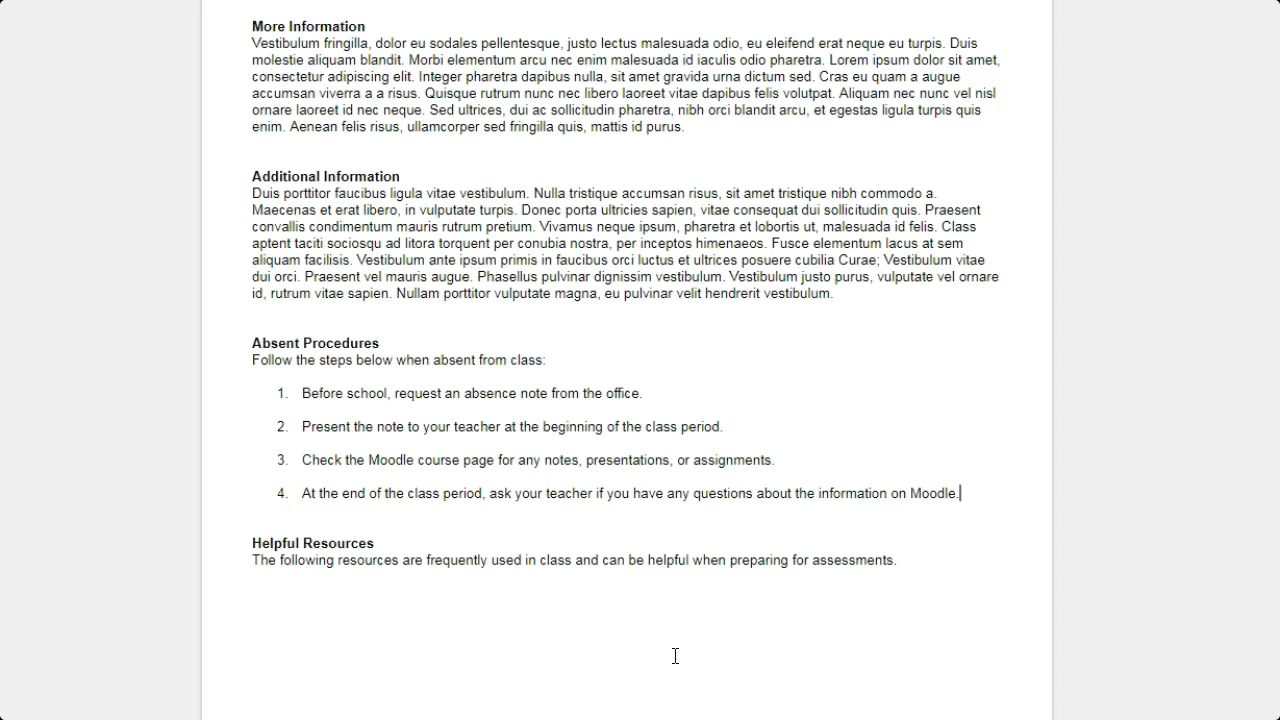 More Information
Vestibulum fringilla, dolor eu sodales pellentesque, justo lectus malesuada odio, eu eleifend erat neque eu turpis. Duis
molestie aliquam blandit. Morbi elementum arcu nec enim malesuada id iaculis odio pharetra. Lorem ipsum dolor sit amet,
consectetur adipiscing elit. Integer pharetra dapibus nulla, sit amet gravida urna dictum sed. Cras eu quam a augue
accumsan viverra a a risus. Quisque rutrum nunc nec libero laoreet vitae dapibus felis volutpat. Aliquam nec nunc vel nisl
ornare laoreet id nec neque. Sed ultrices, dui ac sollicitudin pharetra, nibh orci blandit arcu, et egestas ligula turpis quis
enim. Aenean felis risus, ullamcorper sed fringilla quis, mattis id purus.
Additional Information
Duis porttitor faucibus ligula vitae vestibulum. Nulla tristique accumsan risus, sit amet tristique nibh commodo a.
Maecenas et erat libero, in vulputate turpis. Donec porta ultricies sapien, vitae consequat dui sollicitudin quis. Praesent
convallis condimentum mauris rutrum pretium. Vivamus neque ipsum, pharetra et lobortis ut, malesuada id felis. Class
aptent taciti sociosqu ad litora torquent per conubia nostra, per inceptos himenaeos. Fusce elementum lacus at sem
aliquam facilisis. Vestibulum ante ipsum primis in faucibus orci luctus et ultrices posuere cubilia Curae; Vestibulum vitae
dui orci. Praesent vel mauris augue. Phasellus pulvinar dignissim vestibulum. Vestibulum justo purus, vulputate vel ornare
id, rutrum vitae sapien. Nullam porttitor vulputate magna, eu pulvinar velit hendrerit vestibulum.
Absent Procedures
Follow the steps below when absent from class:
1. Before school, request an absence note from the office.
2. Present the note to your teacher at the beginning of the class period.
3. Check the Moodle course page for any notes, presentations, or assignments.
4. At the end of the class period, ask your teacher if you have any questions about the information on Moodle.
Helpful Resources
The following resources are frequently used in class and can be helpful when preparing for assessments.